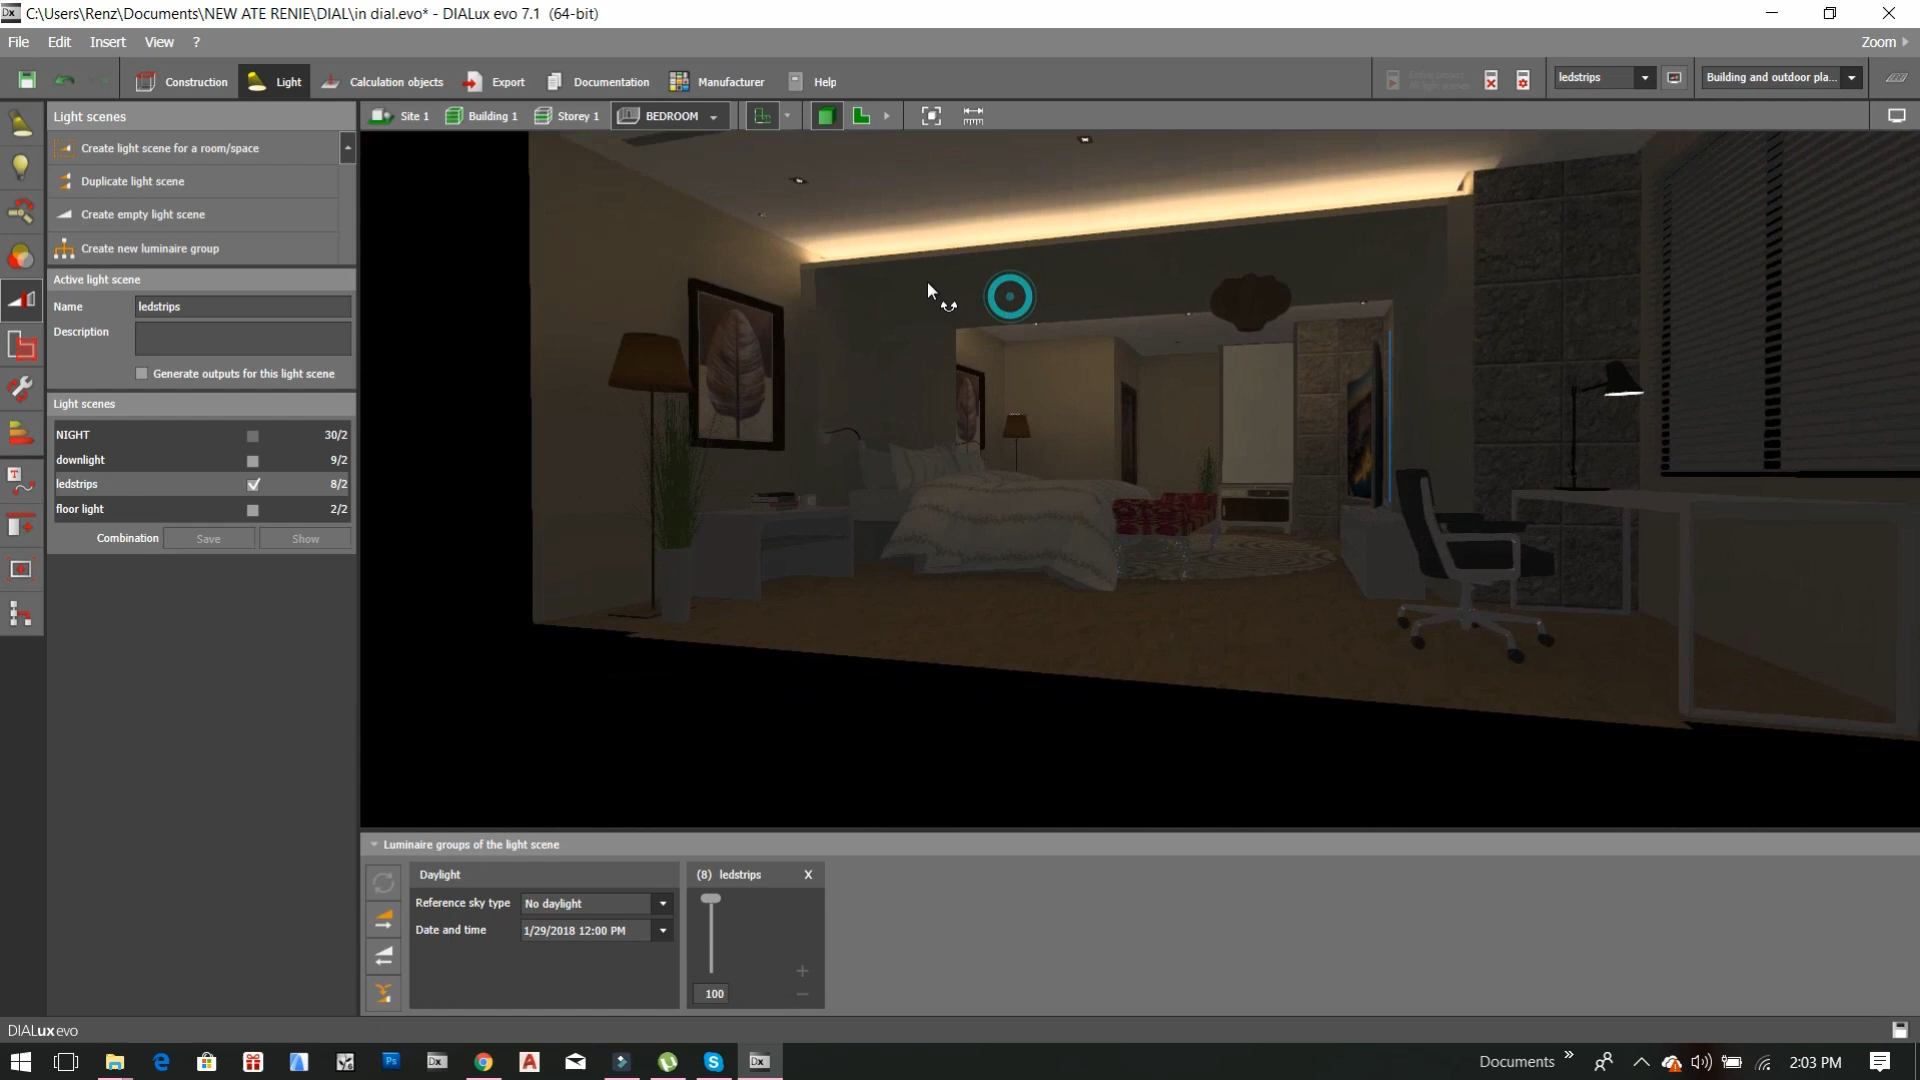 C:\Users\Renz\Documents\NEW ATE RENIE\DIAL\in dial.evo* - DIALux evo 7.1  (64-bit)
File Edit Insert View ?
Zoom
Construction
Light
Calculation objects
Export
Documentation
Manufacturer
Help
ledstrips
Building and outdoor pla...
Light scenes
Site 1
Building 1
Storey 1
BEDROOM
Create light scene for a room/space
Duplicate light scene
Create empty light scene
Create new luminaire group
Active light scene
Name ledstrips
Description
Generate outputs for this light scene
Light scenes
NIGHT 30/2
downlight 9/2
ledstrips 8/2
floor light 2/2
Combination Save Show
Luminaire groups of the light scene
Daylight
Reference sky type No daylight
Date and time 1/29/2018 12:00 PM
(8) ledstrips X
100
DIALux evo
Documents
2:03 PM